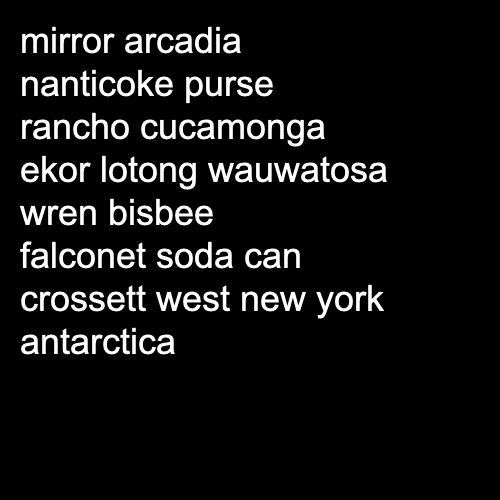 mirror arcadia
nanticoke purse
rancho cucamonga
ekor lotong wauwatosa
wren bisbee
falconet soda can
crossett west new york
antarctica